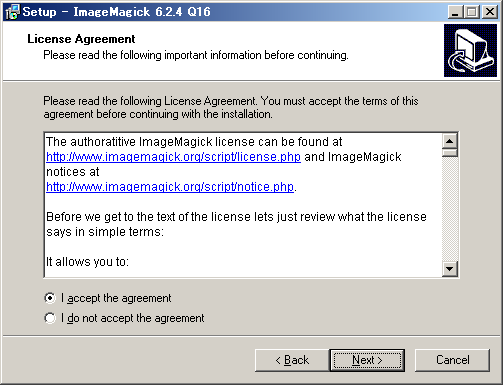 Setup - ImageMagick 6.2.4 Q16
License Agreement
Please read the following important information before continuing.
Please read the following License Agreement. You must accept the terms of this
agreement before continuing with the installation.
The authoratitive ImageMagick license can be found at
http://www.imagemagick.org/script/license.php and ImageMagick
notices at
http://www.imagemagick.org/script/notice.php.
Before we get to the text of the license lets just review what the license
says in simple terms:
It allows you to:
I accept the agreement
I do not accept the agreement
< Back
Next >
Cancel